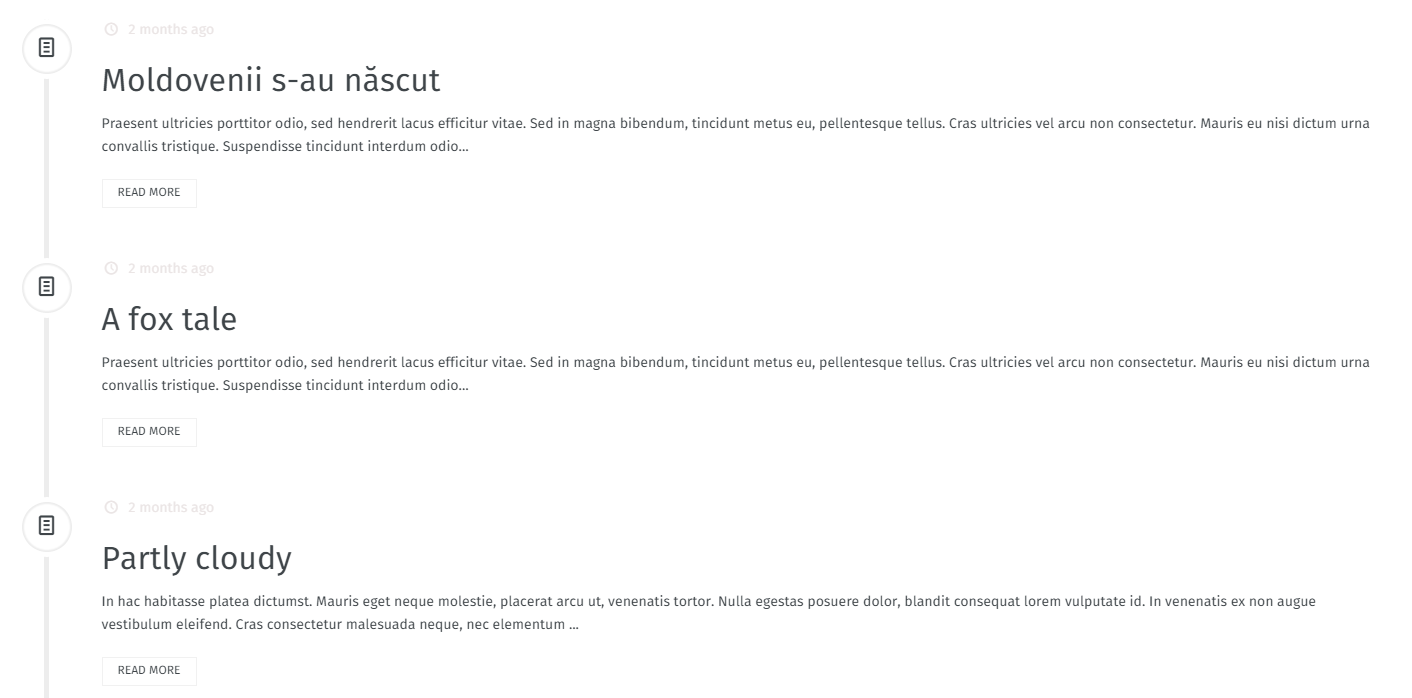 2 months ago
Moldovenii s-au născut
Praesent ultricies porttitor odio, sed hendrerit lacus efficitur vitae. Sed in magna bibendum, tincidunt metus eu, pellentesque tellus. Cras ultricies vel arcu non consectetur. Mauris eu nisi dictum urna
convallis tristique. Suspendisse tincidunt interdum odio...
READ MORE
2 months ago
A fox tale
Praesent ultricies porttitor odio, sed hendrerit lacus efficitur vitae. Sed in magna bibendum, tincidunt metus eu, pellentesque tellus. Cras ultricies vel arcu non consectetur. Mauris eu nisi dictum urna
convallis tristique. Suspendisse tincidunt interdum odio...
READ MORE
2 months ago
Partly cloudy
In hac habitasse platea dictumst. Mauris eget neque molestie, placerat arcu ut, venenatis tortor. Nulla egestas posuere dolor, blandit consequat lorem vulputate id. In venenatis ex non augue
vestibulum eleifend. Cras consectetur malesuada neque, nec elementum ...
READ MORE